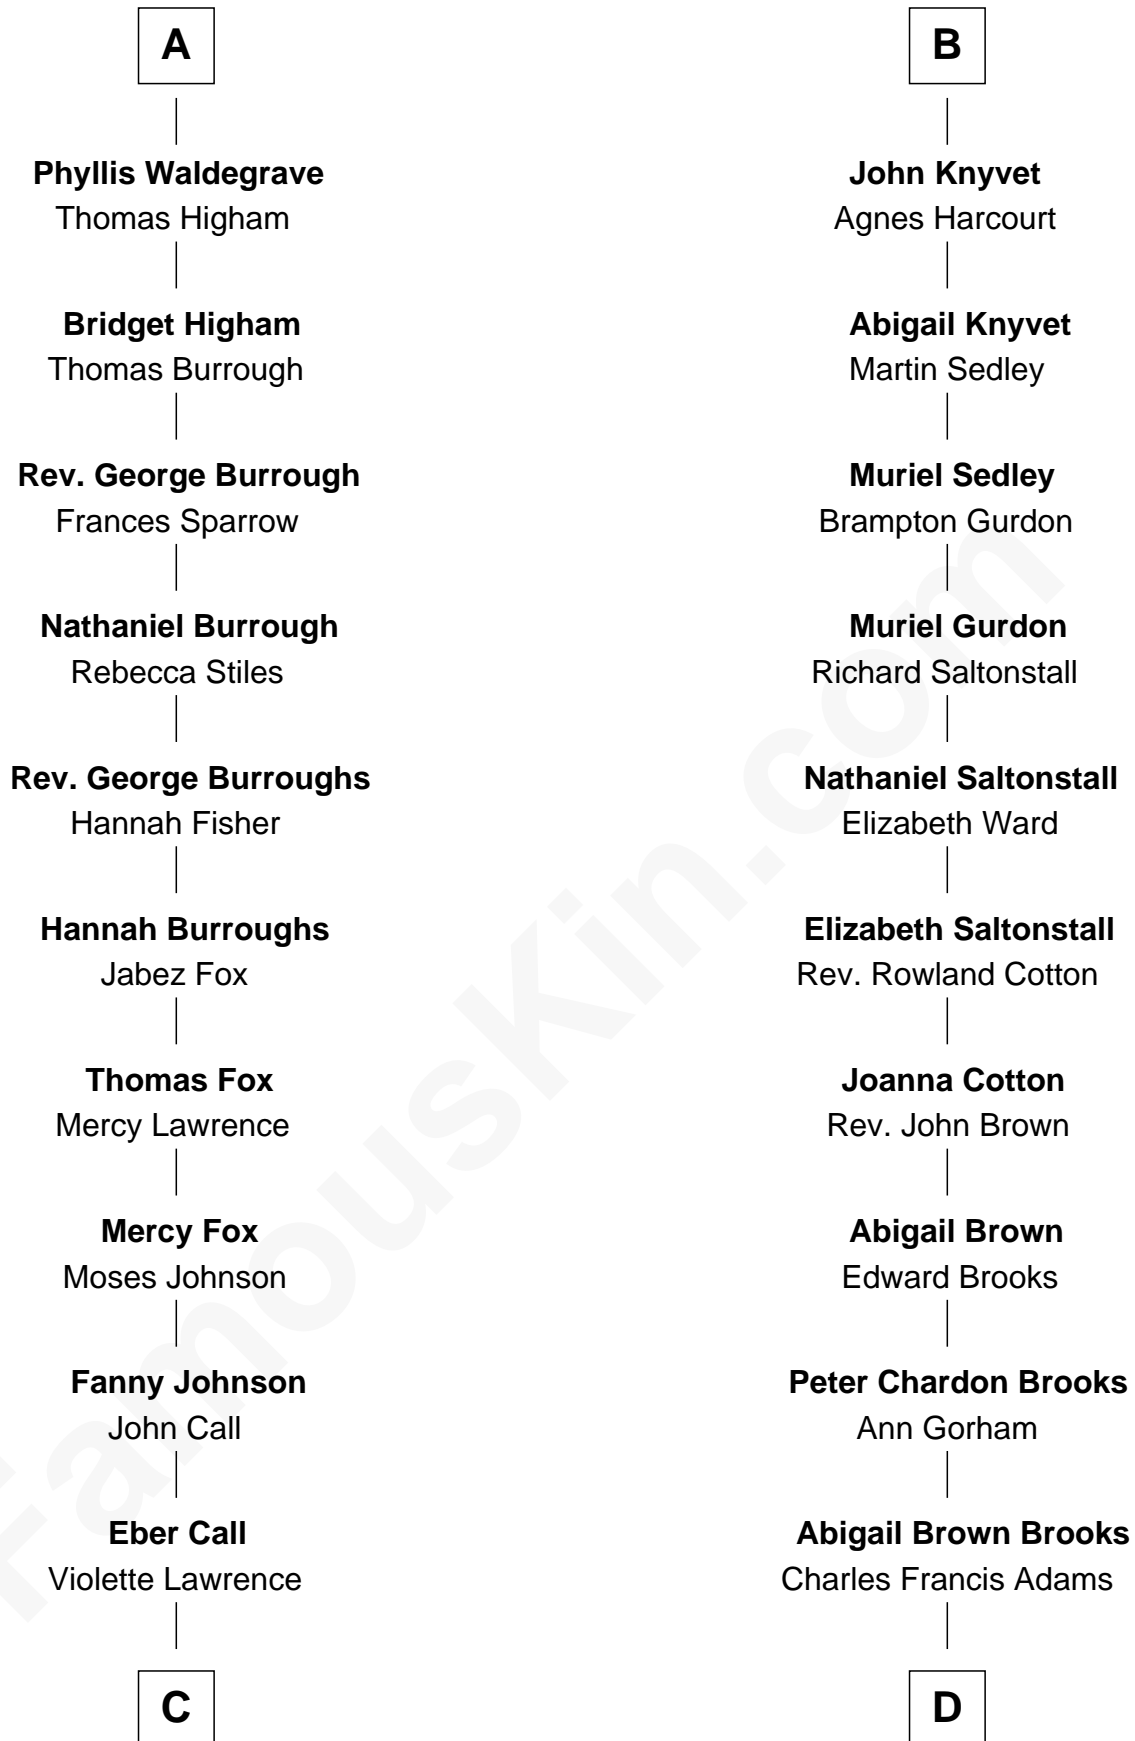 A
Phyllis Waldegrave
Thomas Higham
Bridget Higham
Thomas Burrough
Rev. George Burrough
Frances Sparrow
Nathaniel Burrough
Rebecca Stiles
Rev. George Burroughs
Hannah Fisher
Hannah Burroughs
Jabez Fox
Thomas Fox
Mercy Lawrence
Mercy Fox
Moses Johnson
Fanny Johnson
John Call
Eber Call
Violette Lawrence
C
B
John Knyvet
Agnes Harcourt
Abigail Knyvet
Martin Sedley
Muriel Sedley
Brampton Gurdon
Muriel Gurdon
Richard Saltonstall
Nathaniel Saltonstall
Elizabeth Ward
Elizabeth Saltonstall
Rev. Rowland Cotton
Joanna Cotton
Rev. John Brown
Abigail Brown
Edward Brooks
Peter Chardon Brooks
Ann Gorham
Abigail Brown Brooks
Charles Francis Adams
D
FamousKin.com